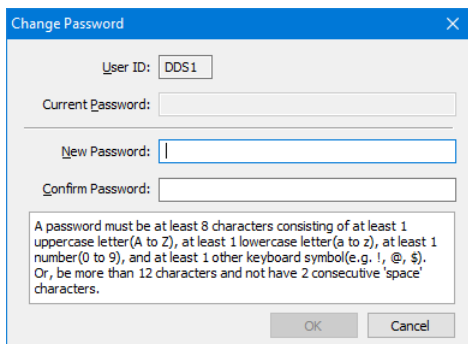 Change Password
User ID: DDS1
Current Password:
New Password:
Confirm Password:
A password must be at least 8 characters consisting of at least 1
uppercase letter(A to Z), at least 1 lowercase letter(a to z), at least 1
number(0 to 9), and at least 1 other keyboard symbol(e.g. !, @, $).
Or, be more than 12 characters and not have 2 consecutive 'space'
characters.
OK Cancel